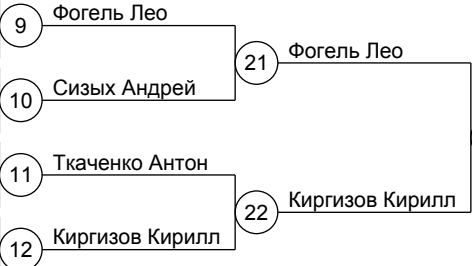 9 Фогель Лео
21 Фогель Лео
10 Сизых Андрей
11 Ткаченко Антон
22 Киргизов Кирилл
12 Киргизов Кирилл